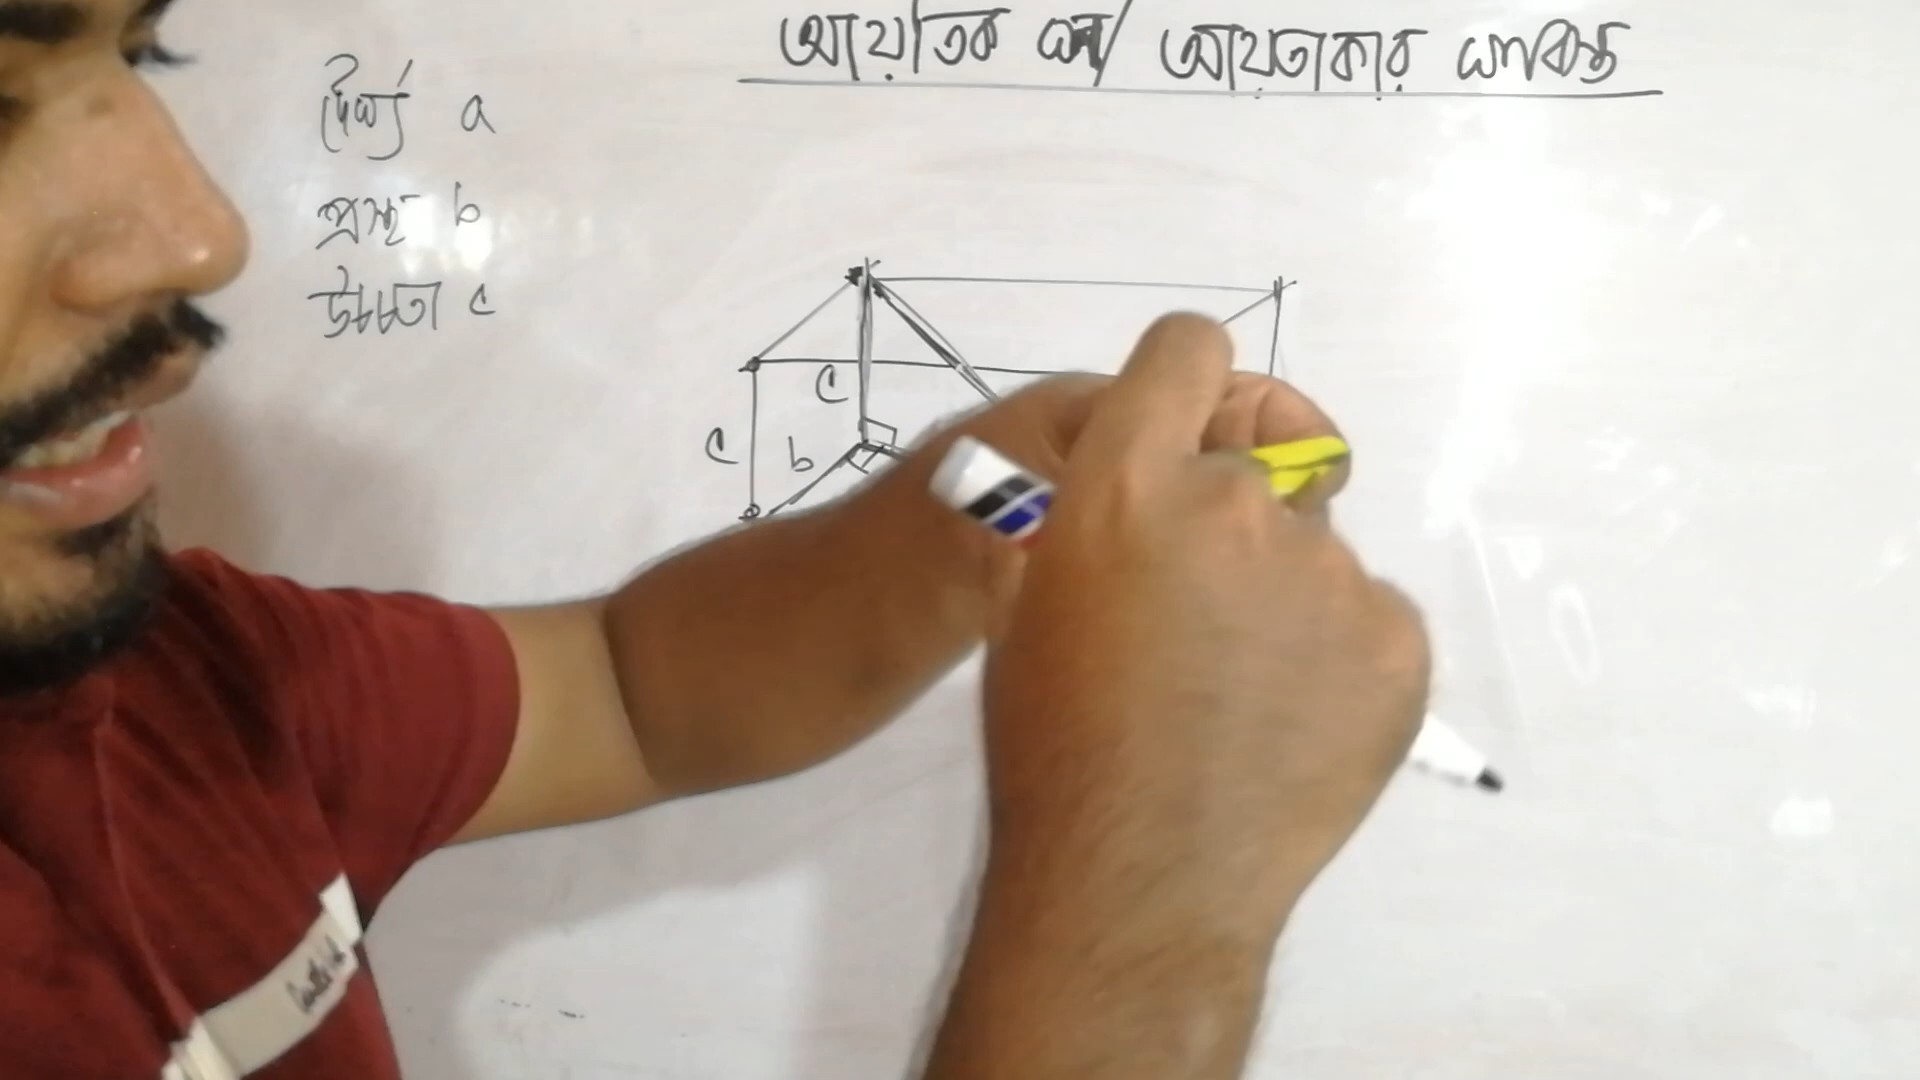 আয়তিক ঘন/ আয়তাকার ঘনবস্তু
দৈর্ঘ্য a
প্রস্থ b
উচ্চতা c
c
c
b